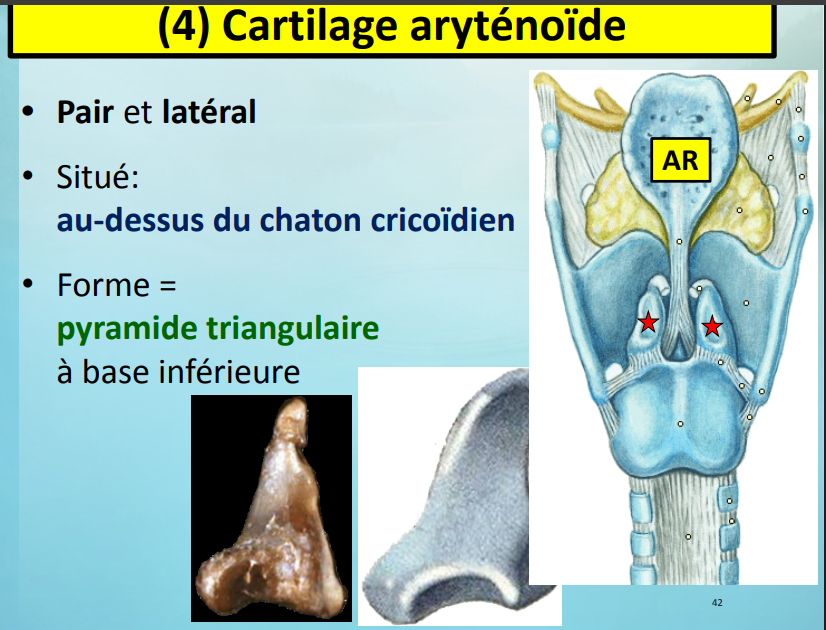 (4) Cartilage aryténoïde
• Pair et latéral
• Situé:
au-dessus du chaton cricoïdien
• Forme =
pyramide triangulaire
à base inférieure
AR
42